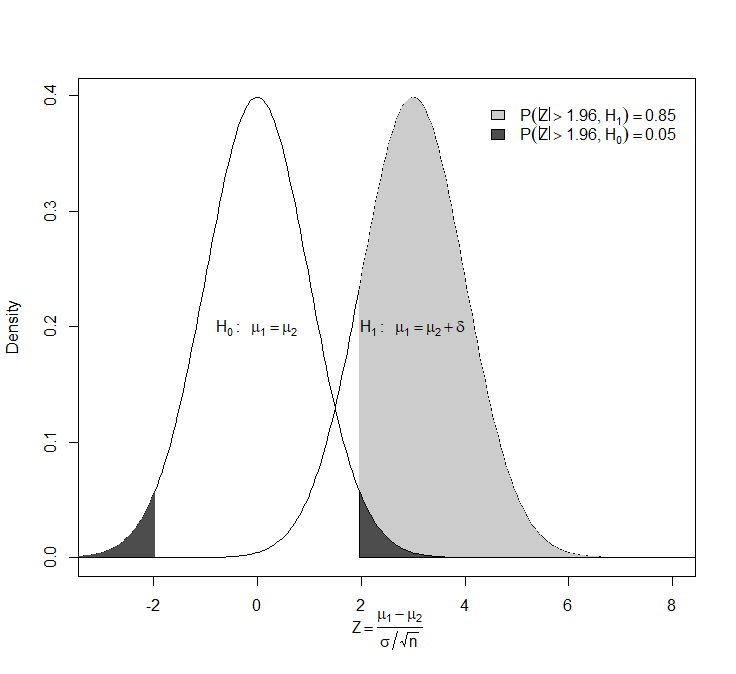 P(|Z| > 1.96, H₁) = 0.85
P(|Z| > 1.96, H₀) = 0.05
0.4
0.3
0.2
0.1
0.0
Density
H₀: μ₁ = μ₂
H₁: μ₁ = μ₂ + δ
-2 0 2 4 6 8
Z = (μ₁ − μ₂) / (σ/√n)